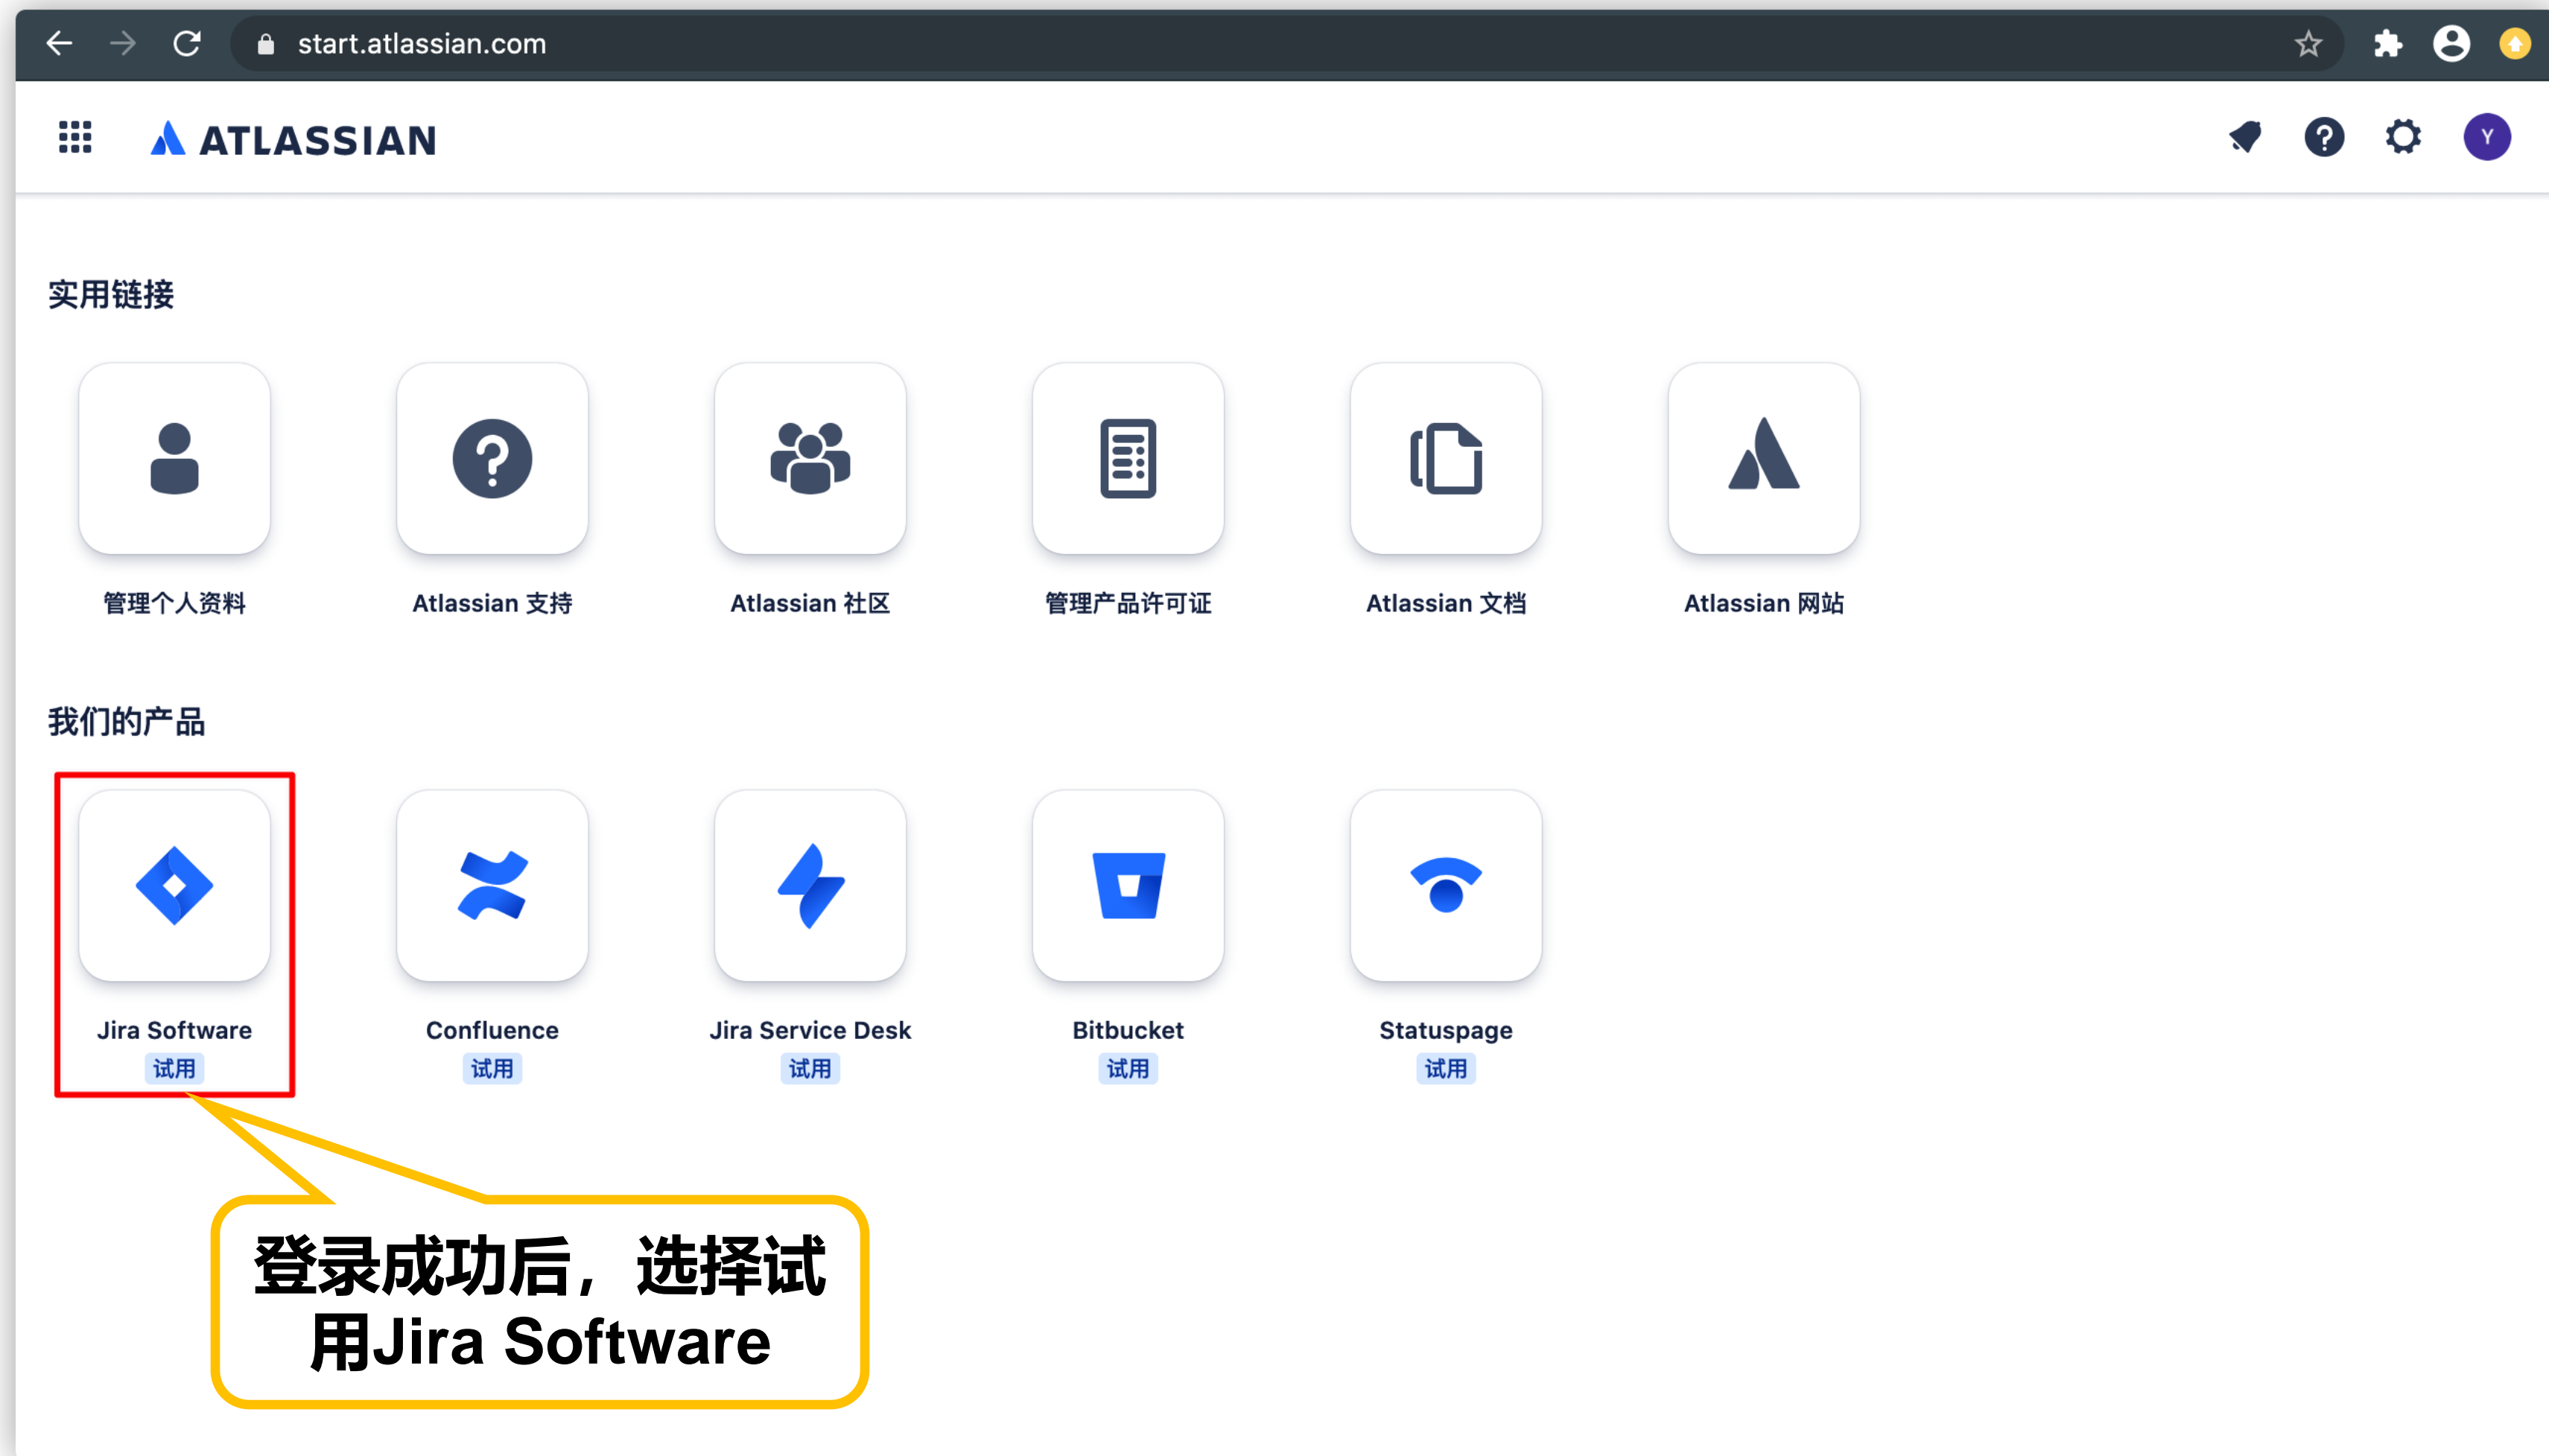 start.atlassian.com
ATLASSIAN
Y
实用链接
管理个人资料
Atlassian 支持
Atlassian 社区
管理产品许可证
Atlassian 文档
Atlassian 网站
我们的产品
Jira Software
试用
Confluence
试用
Jira Service Desk
试用
Bitbucket
试用
Statuspage
试用
登录成功后，选择试
用Jira Software